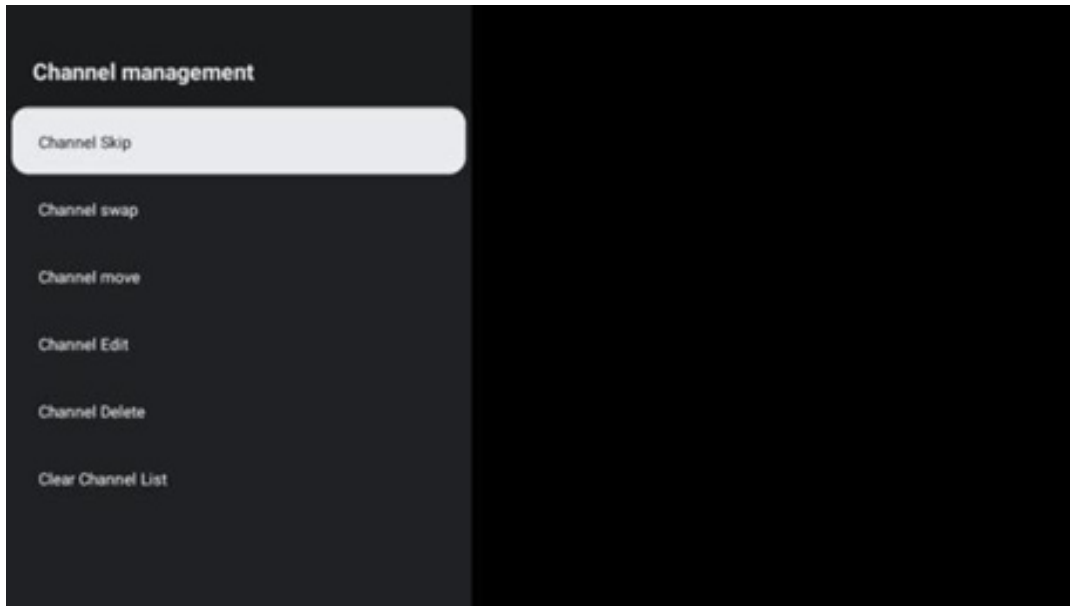 Channel management
Channel Skip
Channel swap
Channel move
Channel Edit
Channel Delete
Clear Channel List